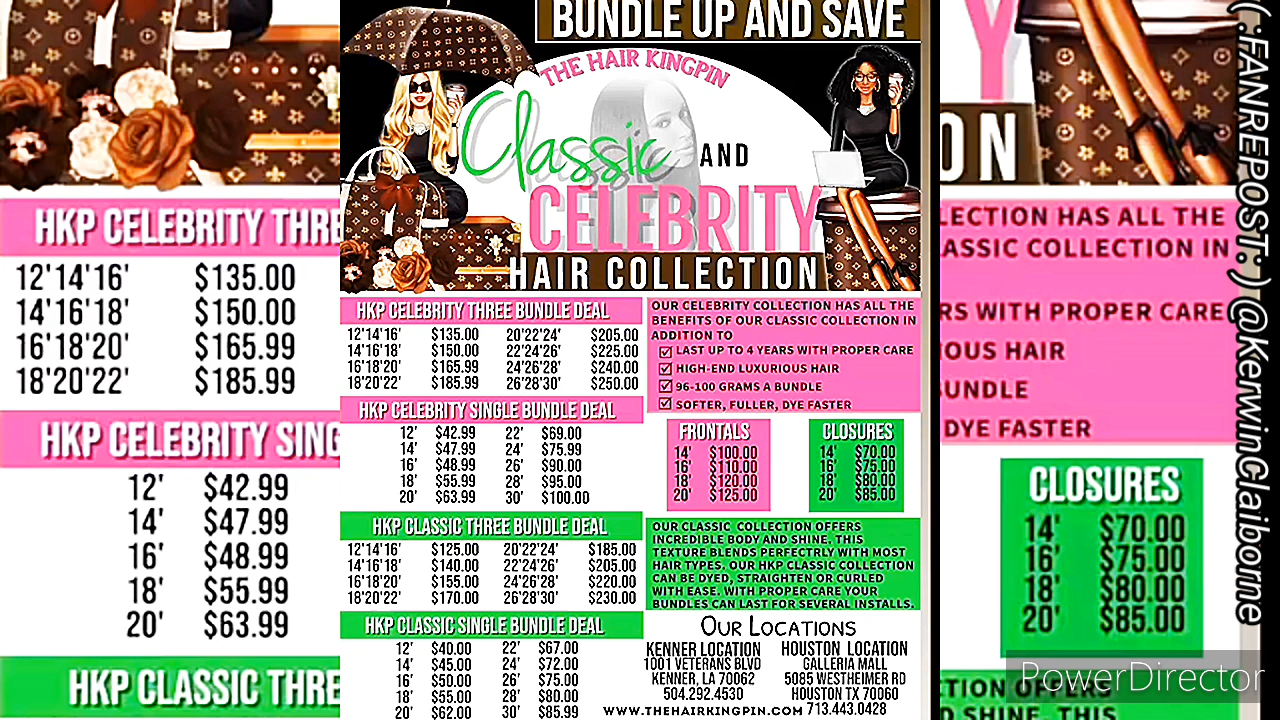 BUNDLE UP AND SAVE
THE HAIR KINGPIN
Classic AND
CELEBRITY
HAIR COLLECTION
HKP CELEBRITY THREE BUNDLE DEAL
12'14'16' $135.00 20'22'24' $205.00
14'16'18' $150.00 22'24'26' $225.00
16'18'20' $165.99 24'26'28' $240.00
18'20'22' $185.99 26'28'30' $250.00
HKP CELEBRITY SINGLE BUNDLE DEAL
12' $42.99 22' $69.00
14' $47.99 24' $75.99
16' $48.99 26' $90.00
18' $55.99 28' $95.00
20' $63.99 30' $100.00
HKP CLASSIC THREE BUNDLE DEAL
12'14'16' $125.00 20'22'24' $185.00
14'16'18' $140.00 22'24'26' $205.00
16'18'20' $155.00 24'26'28' $220.00
18'20'22' $170.00 26'28'30' $230.00
HKP CLASSIC SINGLE BUNDLE DEAL
12' $40.00 22' $67.00
14' $45.00 24' $72.00
16' $50.00 26' $75.00
18' $55.00 28' $80.00
20' $62.00 30' $85.99
OUR CELEBRITY COLLECTION HAS ALL THE
BENEFITS OF OUR CLASSIC COLLECTION IN
ADDITION TO
LAST UP TO 4 YEARS WITH PROPER CARE
HIGH-END LUXURIOUS HAIR
96-100 GRAMS A BUNDLE
SOFTER, FULLER, DYE FASTER
FRONTALS
14' $100.00
16' $110.00
18' $120.00
20' $125.00
CLOSURES
14' $70.00
16' $75.00
18' $80.00
20' $85.00
OUR CLASSIC COLLECTION OFFERS
INCREDIBLE BODY AND SHINE. THIS
TEXTURE BLENDS PERFECTRLY WITH MOST
HAIR TYPES. OUR HKP CLASSIC COLLECTION
CAN BE DYED, STRAIGHTEN OR CURLED
WITH EASE. WITH PROPER CARE YOUR
BUNDLES CAN LAST FOR SEVERAL INSTALLS.
OUR LOCATIONS
KENNER LOCATION
1001 VETERANS BLVD
KENNER, LA 70062
504.292.4530
HOUSTON LOCATION
GALLERIA MALL
5085 WESTHEIMER RD
HOUSTON TX 70060
WWW.THEHAIRKINGPIN.COM 713.443.0428
HKP CELEBRITY THRE
12'14'16' $135.00
14'16'18' $150.00
16'18'20' $165.99
18'20'22' $185.99
HKP CELEBRITY SING
12' $42.99
14' $47.99
16' $48.99
18' $55.99
20' $63.99
HKP CLASSIC THRE
Y
ON
LECTION HAS ALL THE
ASSIC COLLECTION IN
RS WITH PROPER CARE
IOUS HAIR
BUNDLE
DYE FASTER
CLOSURES
14' $70.00
16' $75.00
18' $80.00
20' $85.00
TION OFFERS
D SHINE. THIS
(:FANREPOST:) @KenwinClaiborne
PowerDirector